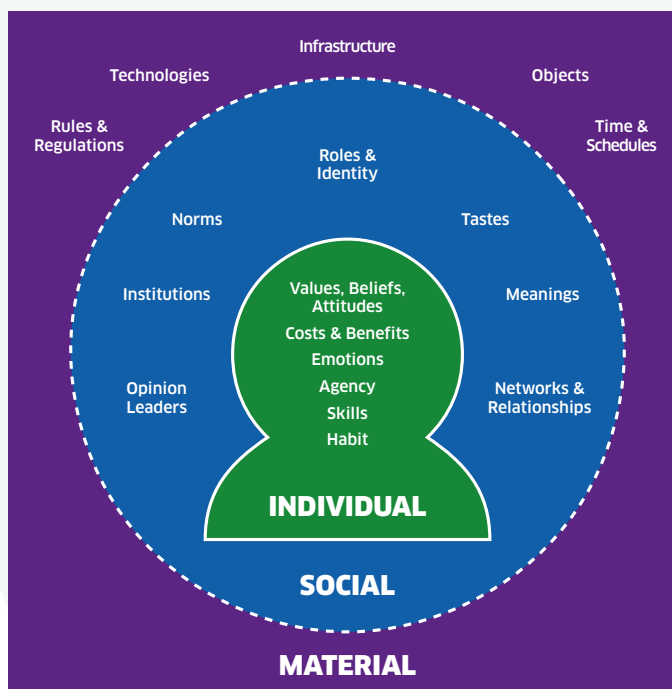 Infrastructure
Technologies
Objects
Rules &
Regulations
Time &
Schedules
Roles &
Identity
Norms
Tastes
Institutions
Meanings
Opinion
Leaders
Networks &
Relationships
Values, Beliefs,
Attitudes
Costs & Benefits
Emotions
Agency
Skills
Habit
INDIVIDUAL
SOCIAL
MATERIAL